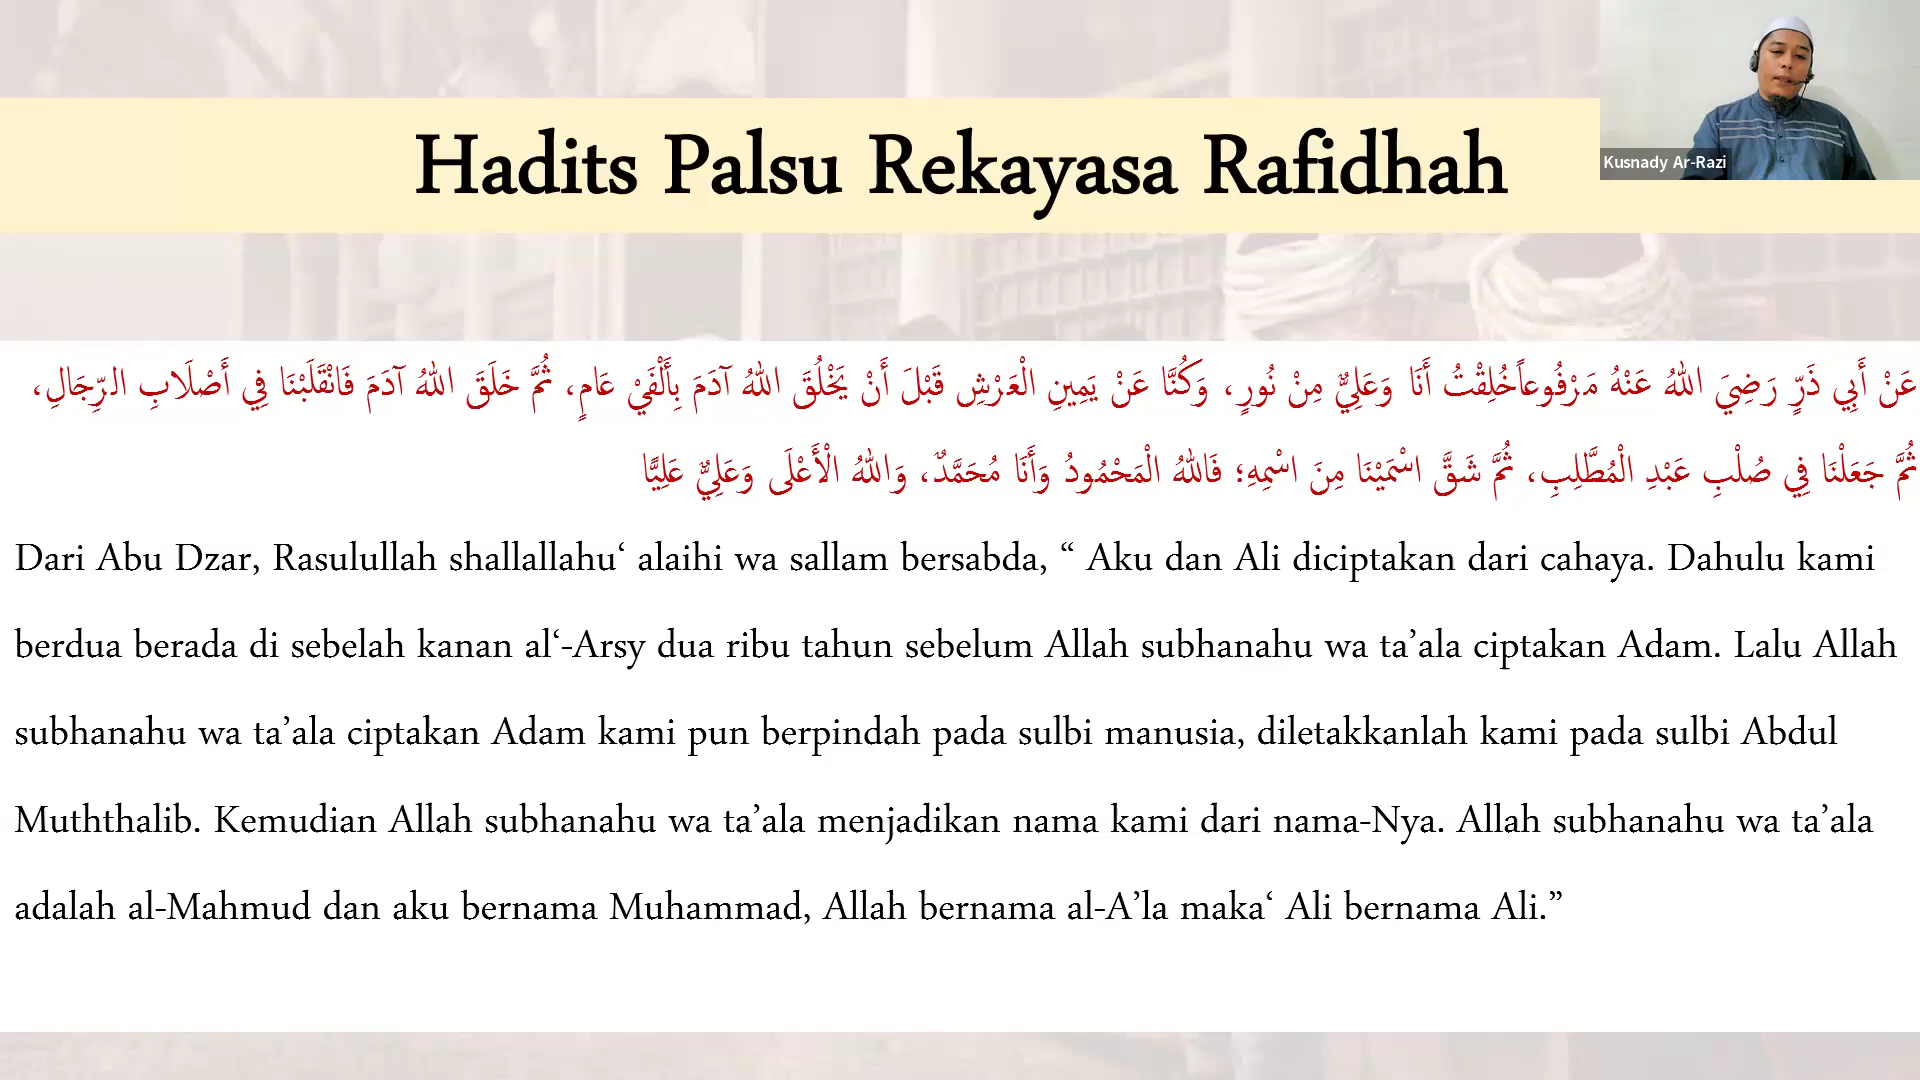 Hadits Palsu Rekayasa Rafidhah
Kusnady Ar-Razi
عَنْ أَبِي ذَرٍّ رَضِيَ اللهُ عَنْهُ مَرْفُوعاًخُلِقْتُ أَنَا وَعَلِيٌّ مِنْ نُورٍ، وَكُنَّا عَنْ يَمِينِ الْعَرْشِ قَبْلَ أَنْ يَخْلُقَ اللهُ آدَمَ بِأَلْفَيْ عَامٍ، ثُمَّ خَلَقَ اللهُ آدَمَ فَانْقَلَبْنَا فِي أَصْلَابِ الرِّجَالِ،
ثُمَّ جَعَلْنَا فِي صُلْبِ عَبْدِ الْمُطَّلِبِ، ثُمَّ شَقَّ اسْمَيْنَا مِنَ اسْمِهِ؛ فَاللهُ الْمَحْمُودُ وَأَنَا مُحَمَّدٌ، وَاللهُ الْأَعْلَى وَعَلِيٌّ عَلِيًّا
Dari Abu Dzar, Rasulullah shallallahu‘ alaihi wa sallam bersabda, “ Aku dan Ali diciptakan dari cahaya. Dahulu kami
berdua berada di sebelah kanan al‘-Arsy dua ribu tahun sebelum Allah subhanahu wa ta’ala ciptakan Adam. Lalu Allah
subhanahu wa ta’ala ciptakan Adam kami pun berpindah pada sulbi manusia, diletakkanlah kami pada sulbi Abdul
Muththalib. Kemudian Allah subhanahu wa ta’ala menjadikan nama kami dari nama-Nya. Allah subhanahu wa ta’ala
adalah al-Mahmud dan aku bernama Muhammad, Allah bernama al-A’la maka‘ Ali bernama Ali.”